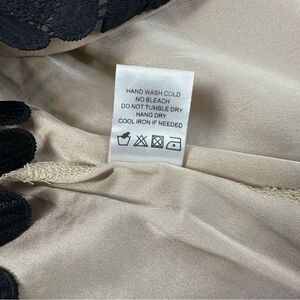 HAND WASH COLD
NO BLEACH
DO NOT TUMBLE DRY
HANG DRY
COOL IRON IF NEEDED